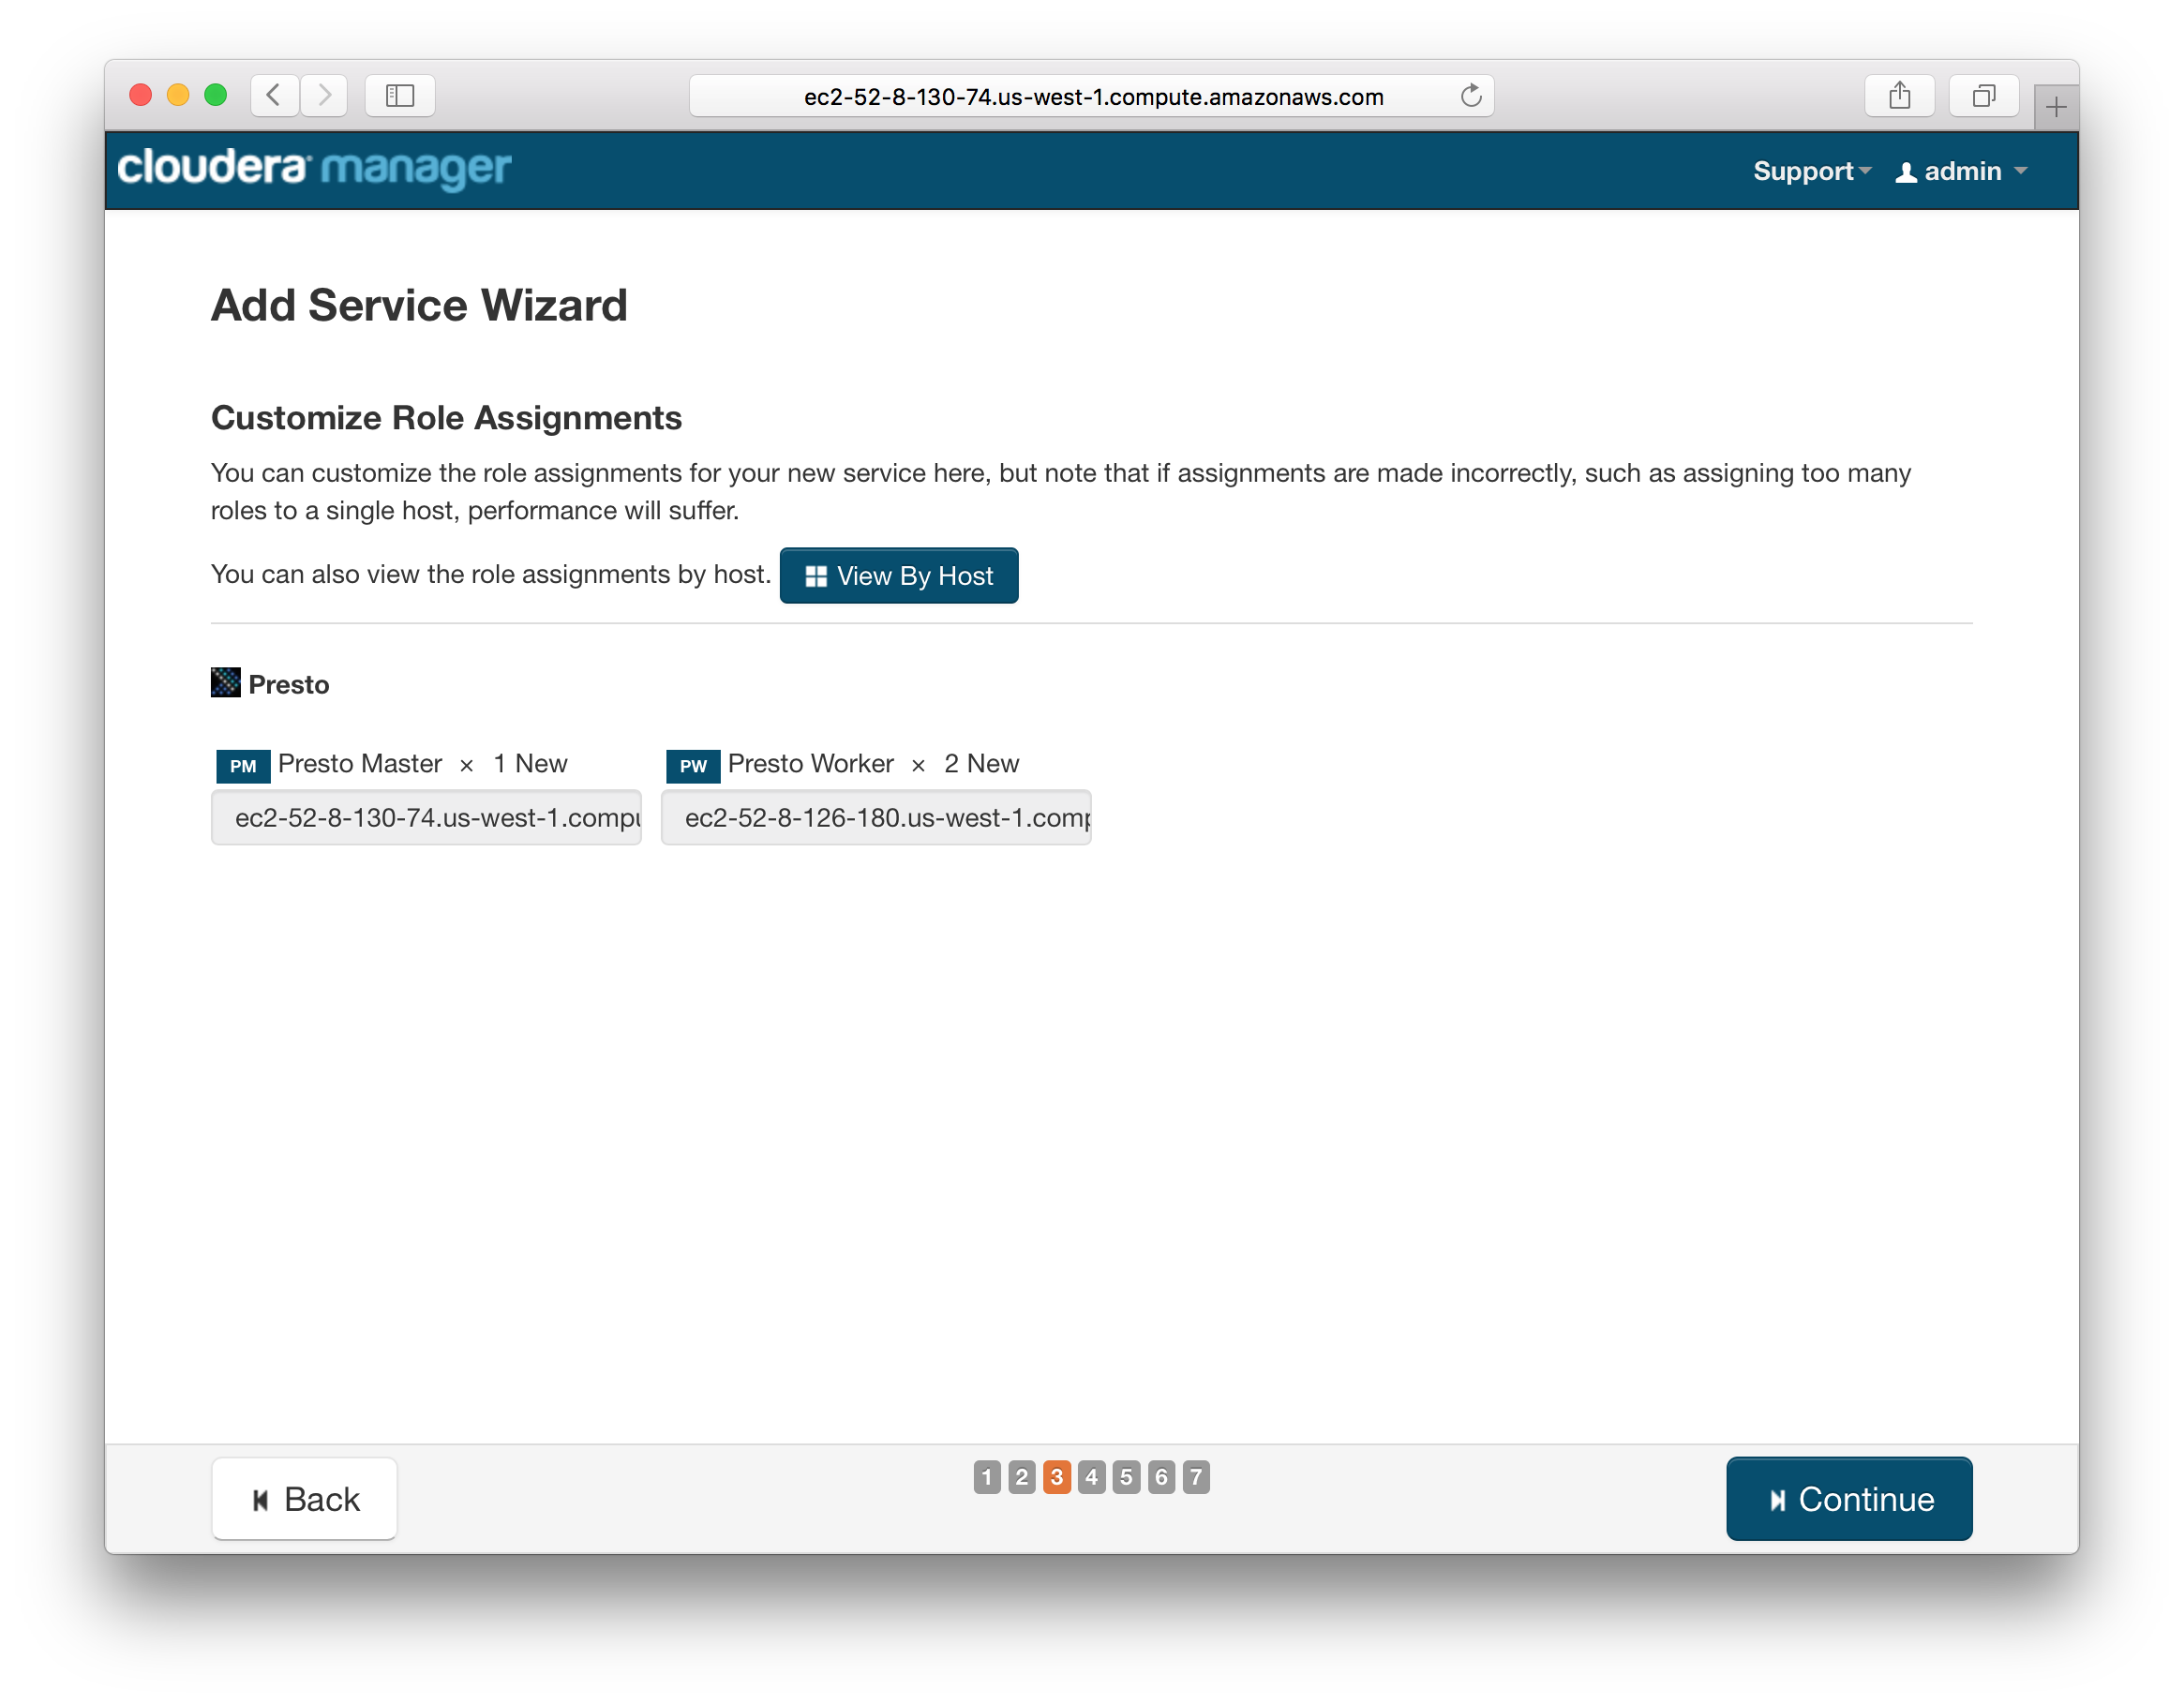 ec2-52-8-130-74.us-west-1.compute.amazonaws.com
cloudera manager
Support admin
Add Service Wizard
Customize Role Assignments
You can customize the role assignments for your new service here, but note that if assignments are made incorrectly, such as assigning too many
roles to a single host, performance will suffer.
You can also view the role assignments by host. View By Host
Presto
PM Presto Master × 1 New
PW Presto Worker × 2 New
ec2-52-8-130-74.us-west-1.compu
ec2-52-8-126-180.us-west-1.comp
Back
1 2 3 4 5 6 7
Continue